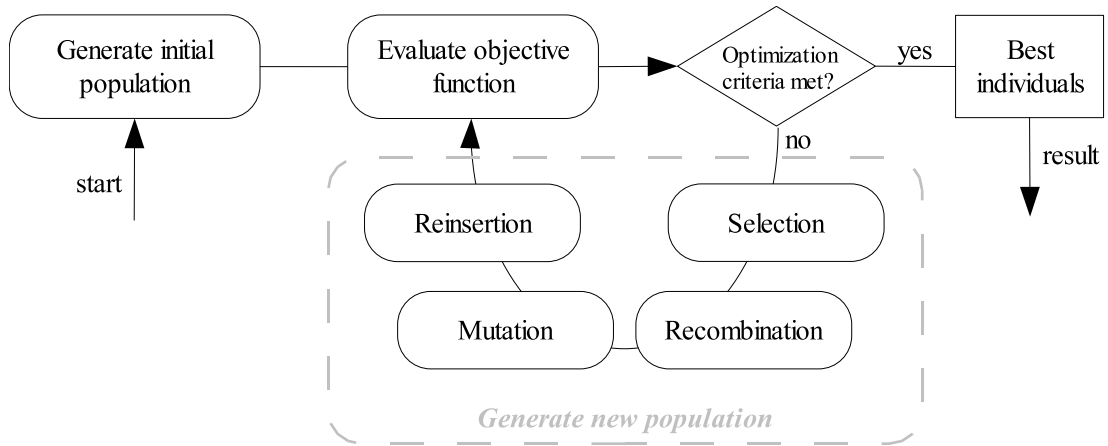 Generate initial
population
Evaluate objective
function
Optimization
criteria met?
yes
Best
individuals
no
start
result
Reinsertion
Selection
Mutation
Recombination
Generate new population